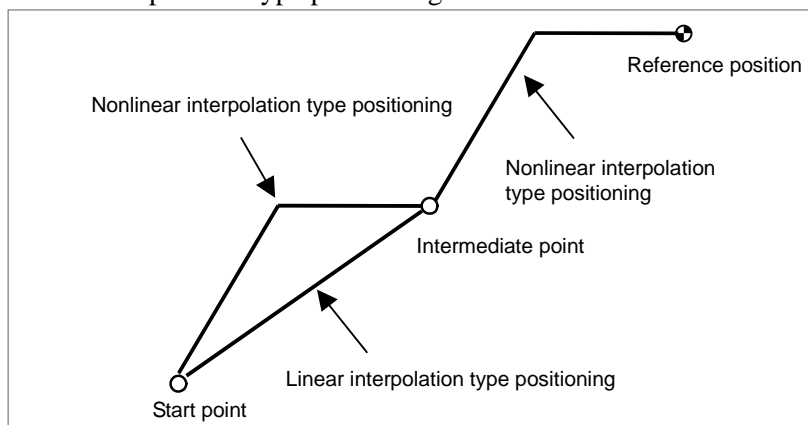 Reference position
Nonlinear interpolation type positioning
Nonlinear interpolation
type positioning
Intermediate point
Linear interpolation type positioning
Start point